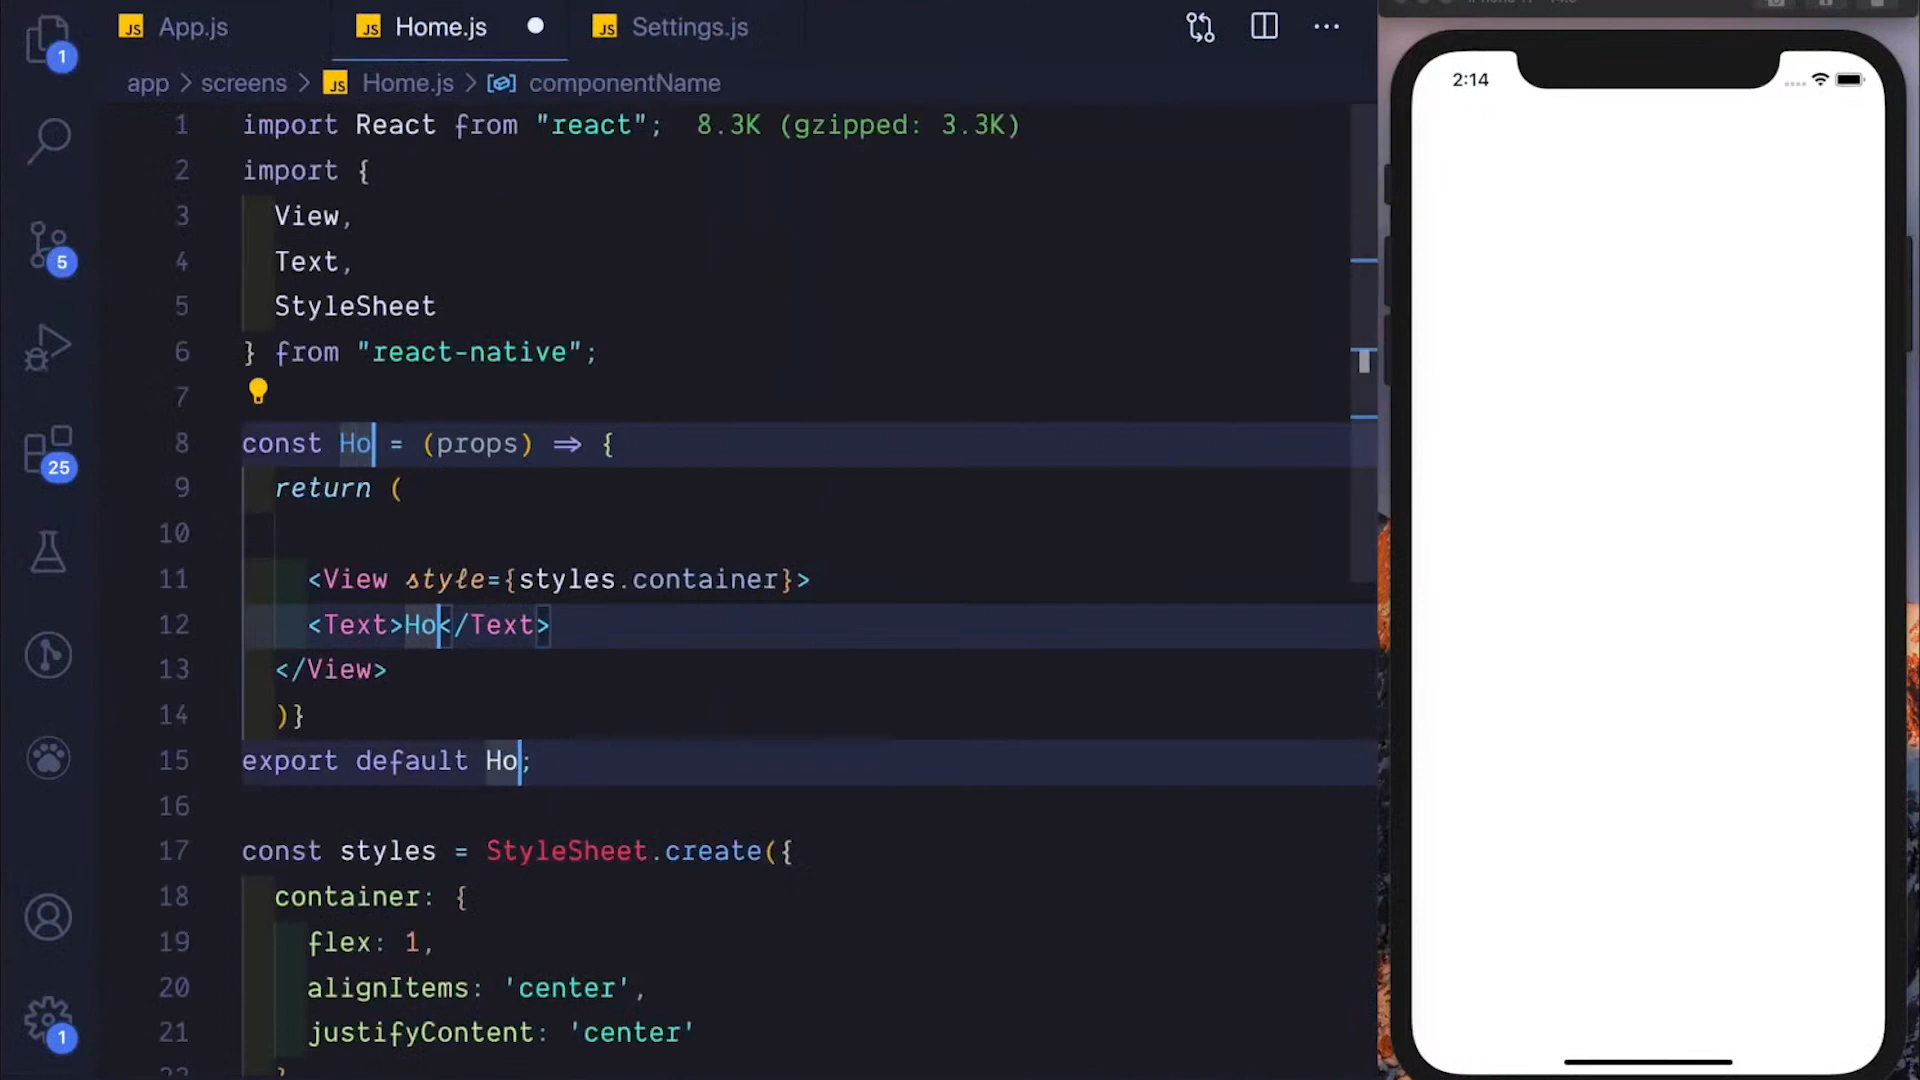 JS App.js
JS Home.js
JS Settings.js
app > screens > JS Home.js > componentName
1 import React from "react"; 8.3K (gzipped: 3.3K)
2 import {
3 View,
4 Text,
5 StyleSheet
6 } from "react-native";
7
8 const Ho = (props) => {
9 return (
10
11 <View style={styles.container}>
12 <Text>Ho</Text>
13 </View>
14 )}
15 export default Ho;
16
17 const styles = StyleSheet.create({
18 container: {
19 flex: 1,
20 alignItems: 'center',
21 justifyContent: 'center'
1
5
25
1
2:14